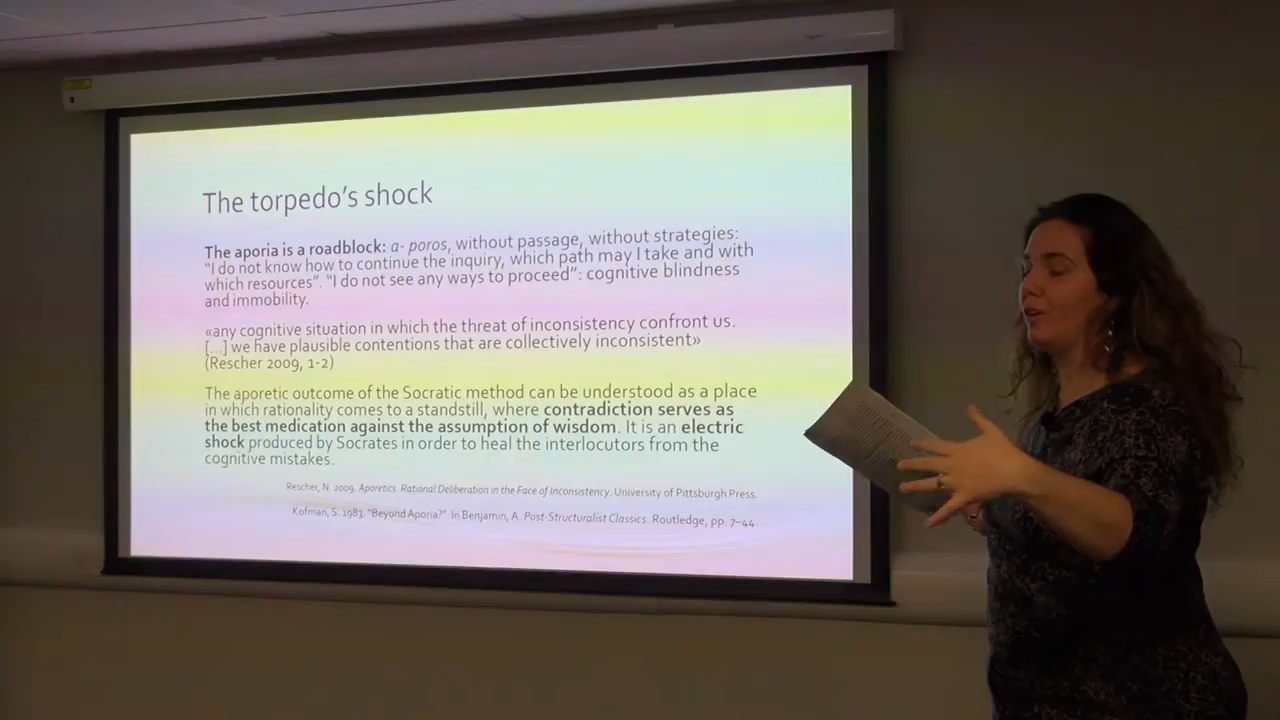 The torpedo's shock
The aporia is a roadblock: a- poros, without passage, without strategies:
"I do not know how to continue the inquiry, which path may I take and with
which resources". "I do not see any ways to proceed": cognitive blindness
and immobility.
«any cognitive situation in which the threat of inconsistency confront us.
[...] we have plausible contentions that are collectively inconsistent»
(Rescher 2009, 1-2)
The aporetic outcome of the Socratic method can be understood as a place
in which rationality comes to a standstill, where contradiction serves as
the best medication against the assumption of wisdom. It is an electric
shock produced by Socrates in order to heal the interlocutors from the
cognitive mistakes.
Rescher, N. 2009. Aporetics. Rational Deliberation in the Face of Inconsistency. University of Pittsburgh Press.
Kofman, S. 1983. "Beyond Aporia?" In Benjamin, A. Post-Structuralist Classics. Routledge, pp. 7–44.